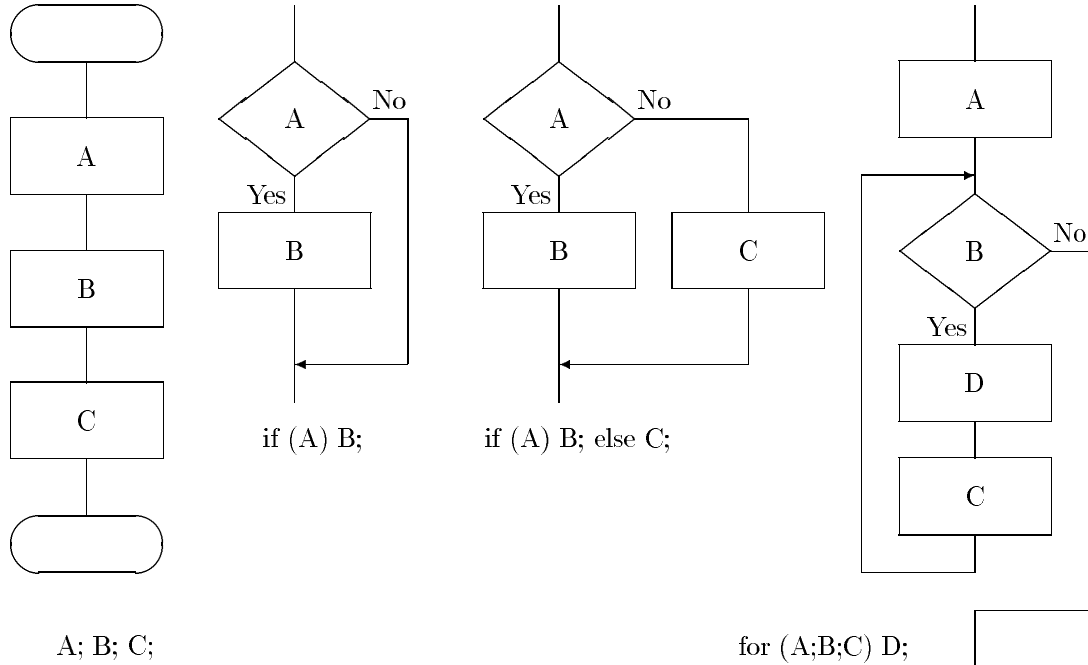 A
B
C
A; B; C;
A
No
Yes
B
if (A) B;
A
No
Yes
B
C
if (A) B; else C;
A
B
No
Yes
D
C
for (A;B;C) D;